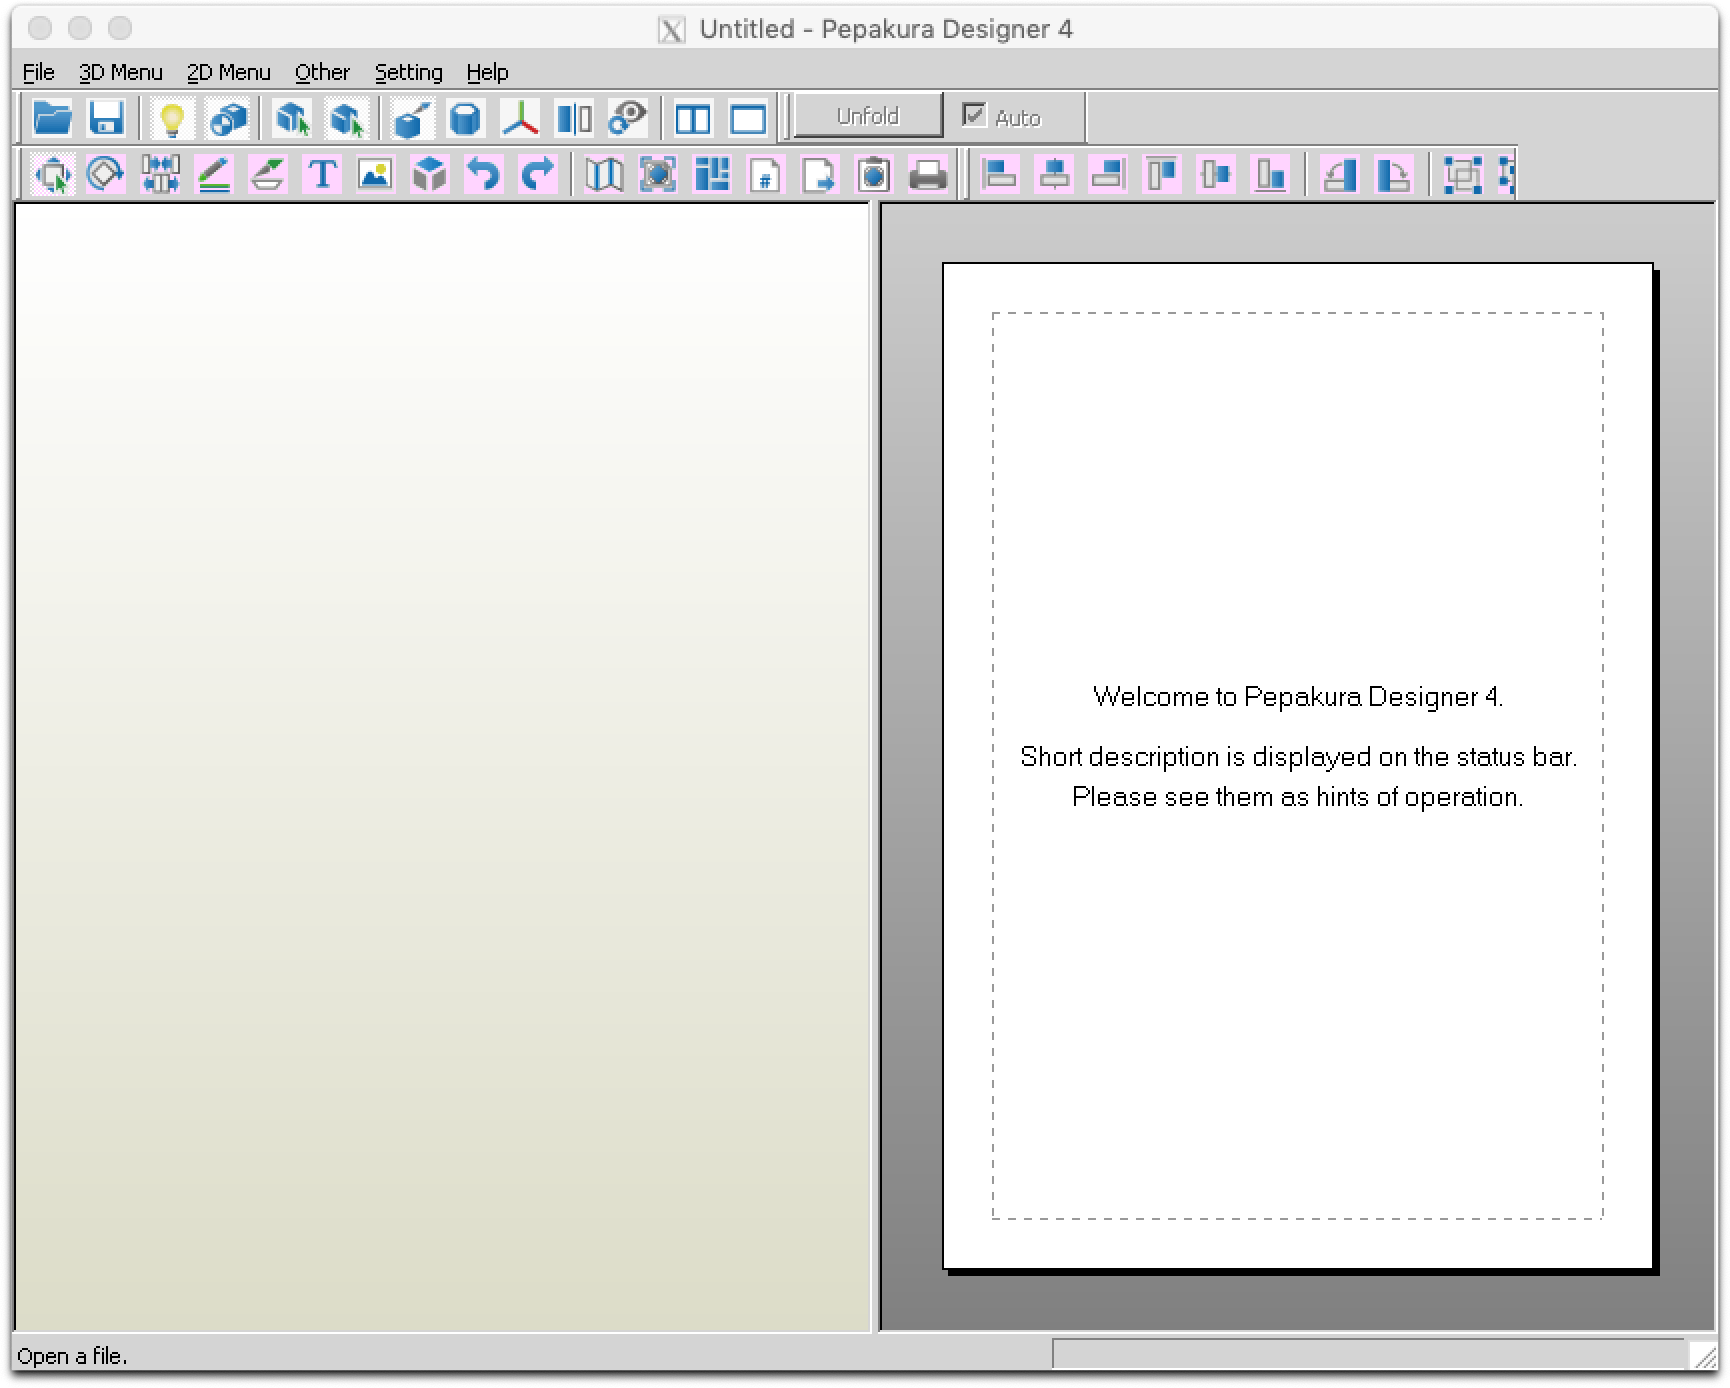 Untitled - Pepakura Designer 4
File 3D Menu 2D Menu Other Setting Help
Unfold Auto
T #
Welcome to Pepakura Designer 4.
Short description is displayed on the status bar.
Please see them as hints of operation.
Open a file.